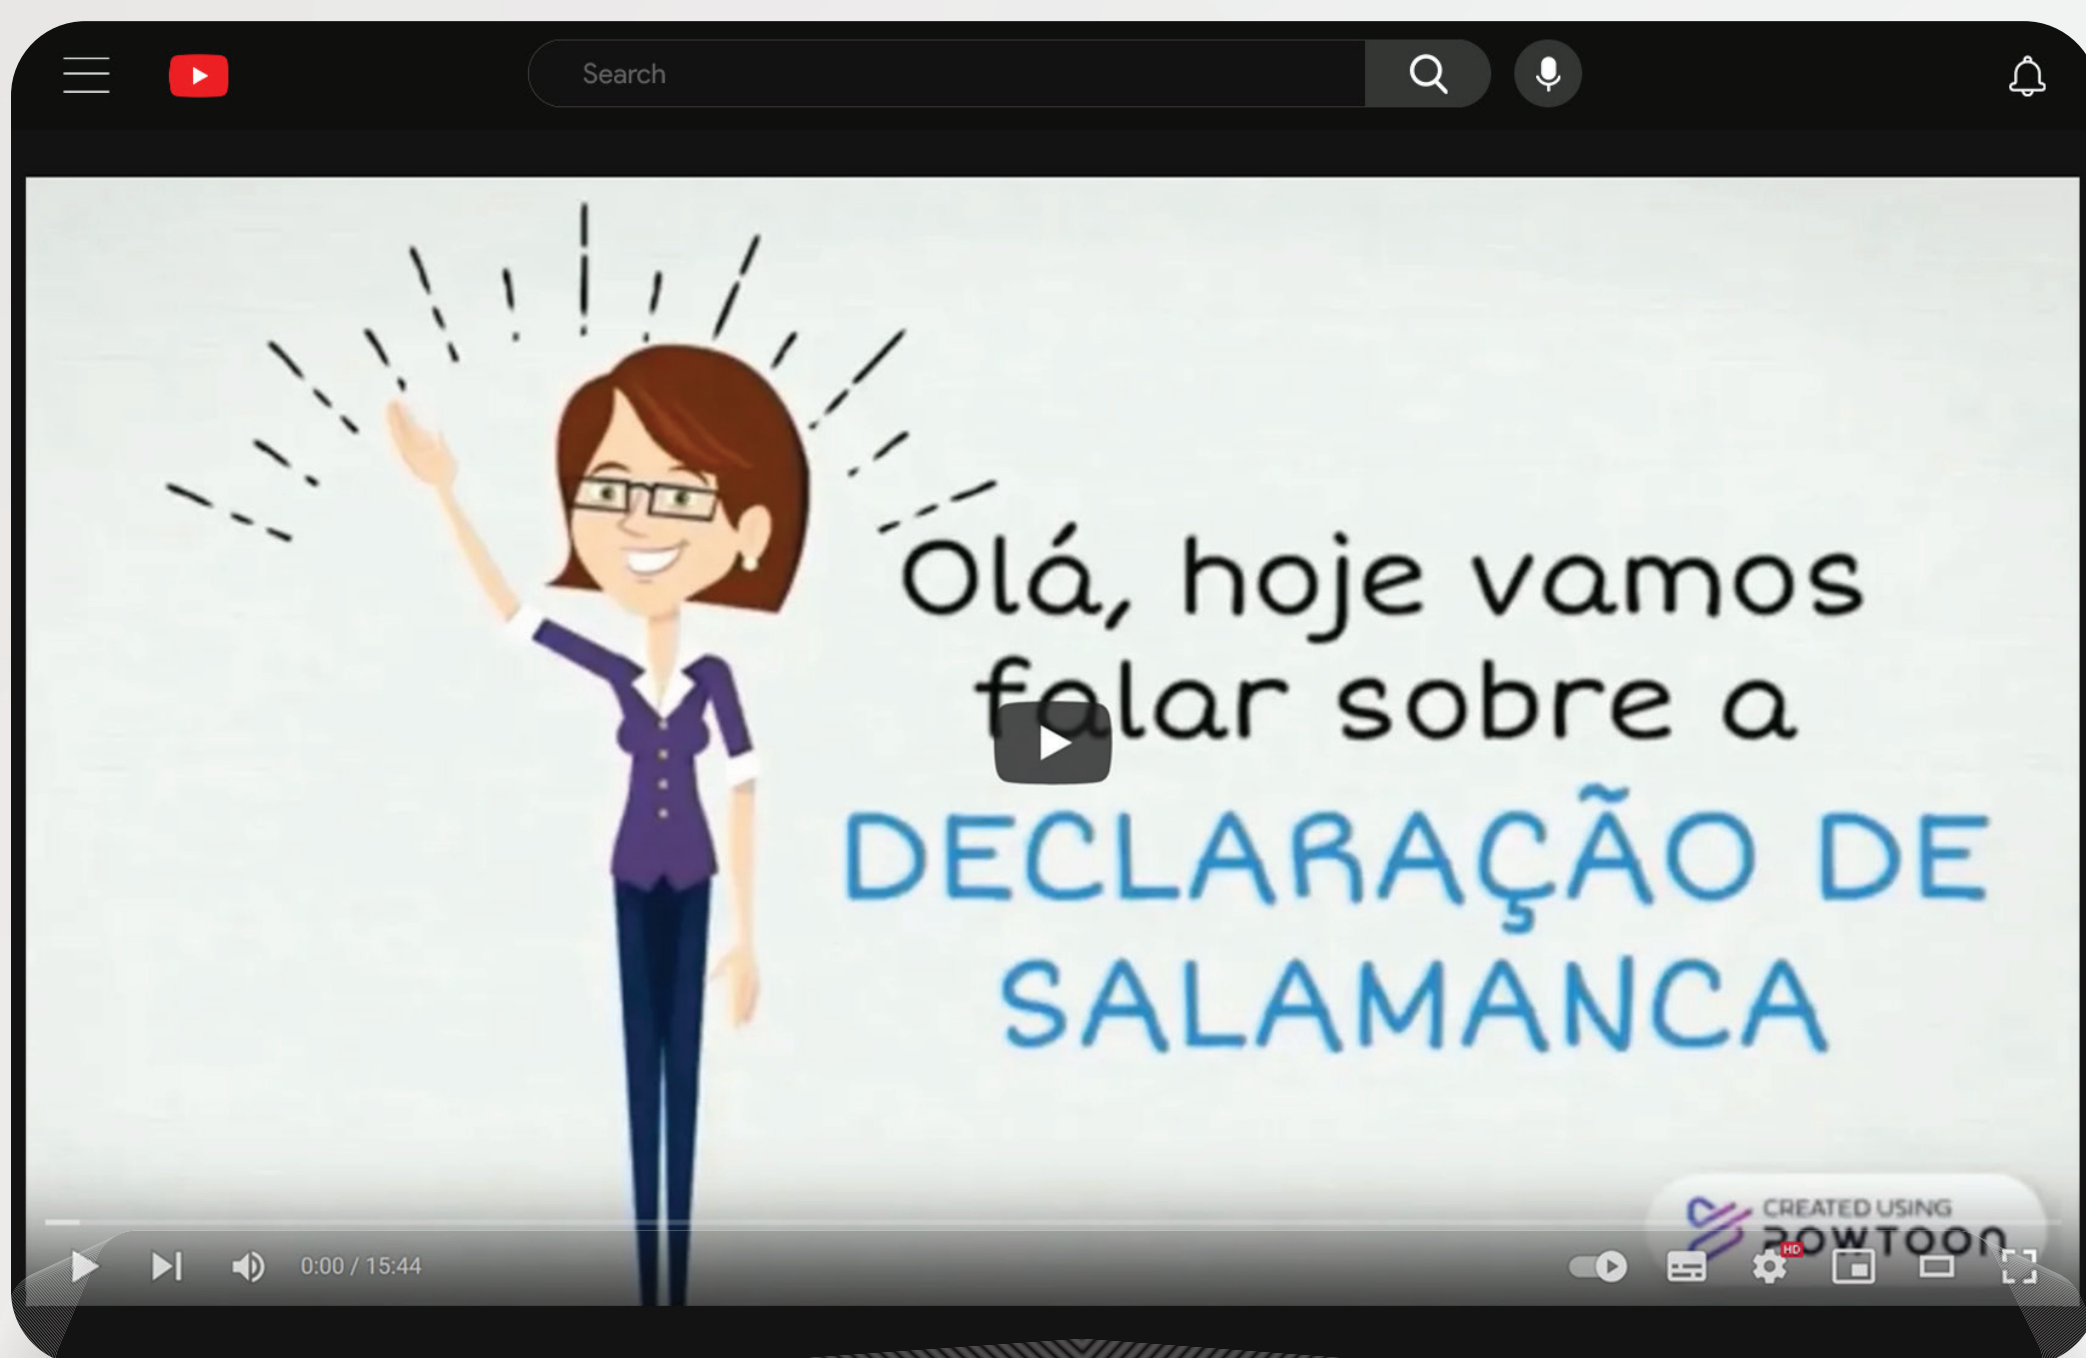 Search
Olá, hoje vamos
falar sobre a
DECLARAÇÃO DE
SALAMANCA
CREATED USING
POWTOON
HD
0:00 / 15:44